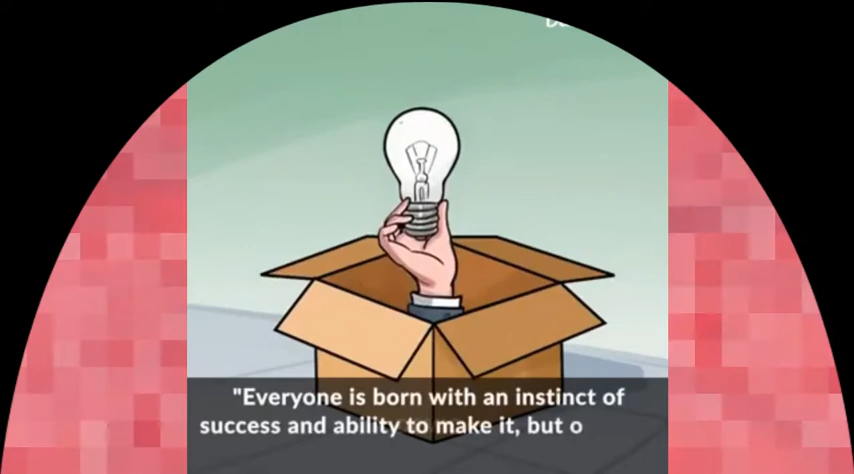 "Everyone is born with an instinct of
success and ability to make it, but o